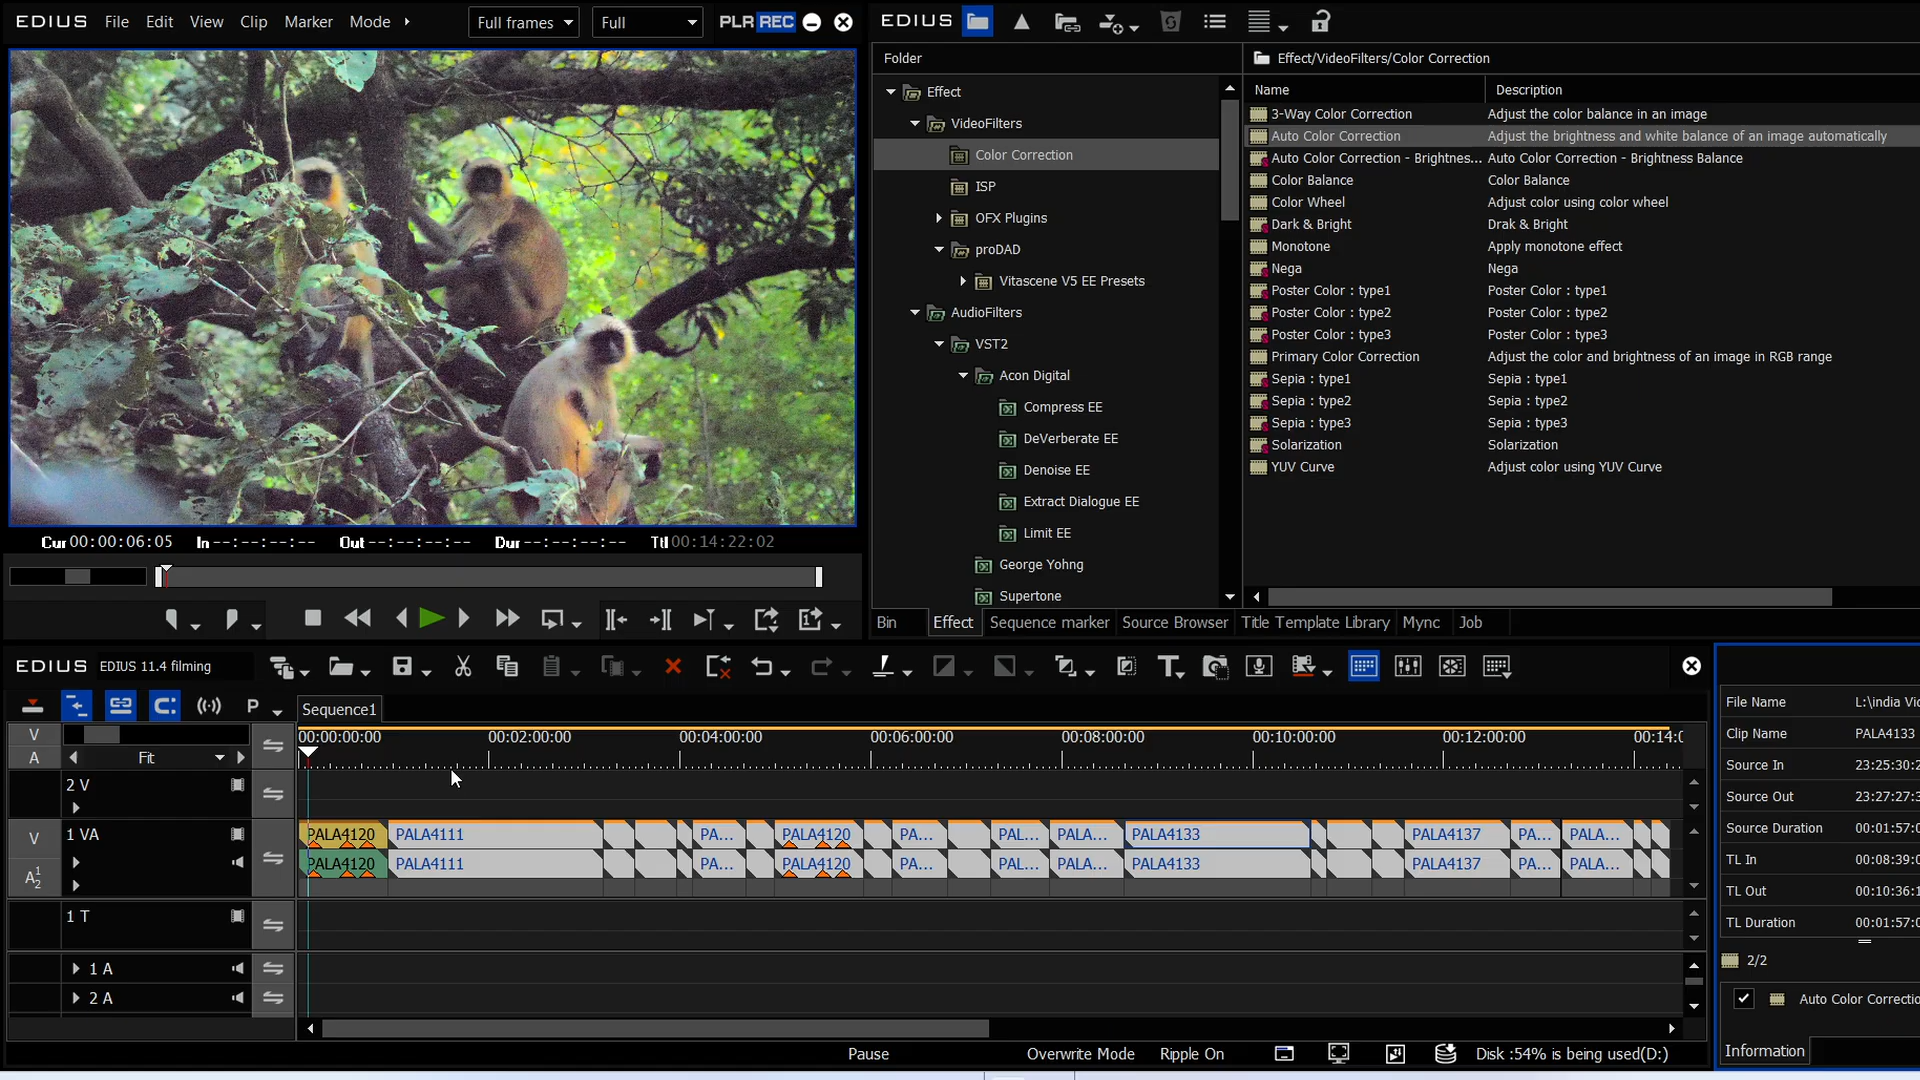 EDIUS File Edit View Clip Marker Mode Full frames Full PLR REC
Cur 00:00:06:05 In --:--:--:-- Out --:--:--:-- Dur --:--:--:-- Ttl 00:14:22:02
EDIUS
Folder
Effect
VideoFilters
Color Correction
ISP
OFX Plugins
proDAD
Vitascene V5 EE Presets
AudioFilters
VST2
Acon Digital
Compress EE
DeVerberate EE
Denoise EE
Extract Dialogue EE
Limit EE
George Yohng
Supertone
Effect/VideoFilters/Color Correction
Name Description
3-Way Color Correction Adjust the color balance in an image
Auto Color Correction Adjust the brightness and white balance of an image automatically
Auto Color Correction - Brightnes... Auto Color Correction - Brightness Balance
Color Balance Color Balance
Color Wheel Adjust color using color wheel
Dark & Bright Drak & Bright
Monotone Apply monotone effect
Nega Nega
Poster Color : type1 Poster Color : type1
Poster Color : type2 Poster Color : type2
Poster Color : type3 Poster Color : type3
Primary Color Correction Adjust the color and brightness of an image in RGB range
Sepia : type1 Sepia : type1
Sepia : type2 Sepia : type2
Sepia : type3 Sepia : type3
Solarization Solarization
YUV Curve Adjust color using YUV Curve
Bin Effect Sequence marker Source Browser Title Template Library Mync Job
EDIUS EDIUS 11.4 filming
P Sequence1
V 00:00:00:00 00:02:00:00 00:04:00:00 00:06:00:00 00:08:00:00 00:10:00:00 00:12:00:00 00:14:0
A Fit
2 V
V 1 VA PALA4120 PALA4111 PA... PALA4120 PA... PAL... PALA... PALA4133 PALA4137 PA... PALA...
A 1 2 PALA4120 PALA4111 PA... PALA4120 PA... PAL... PALA... PALA4133 PALA4137 PA... PALA...
1 T
1 A
2 A
Pause Overwrite Mode Ripple On Disk :54% is being used(D:)
File Name L:\india Vi
Clip Name PALA4133
Source In 23:25:30:2
Source Out 23:27:27:3
Source Duration 00:01:57:0
TL In 00:08:39:0
TL Out 00:10:36:1
TL Duration 00:01:57:0
2/2
Auto Color Correctio
Information